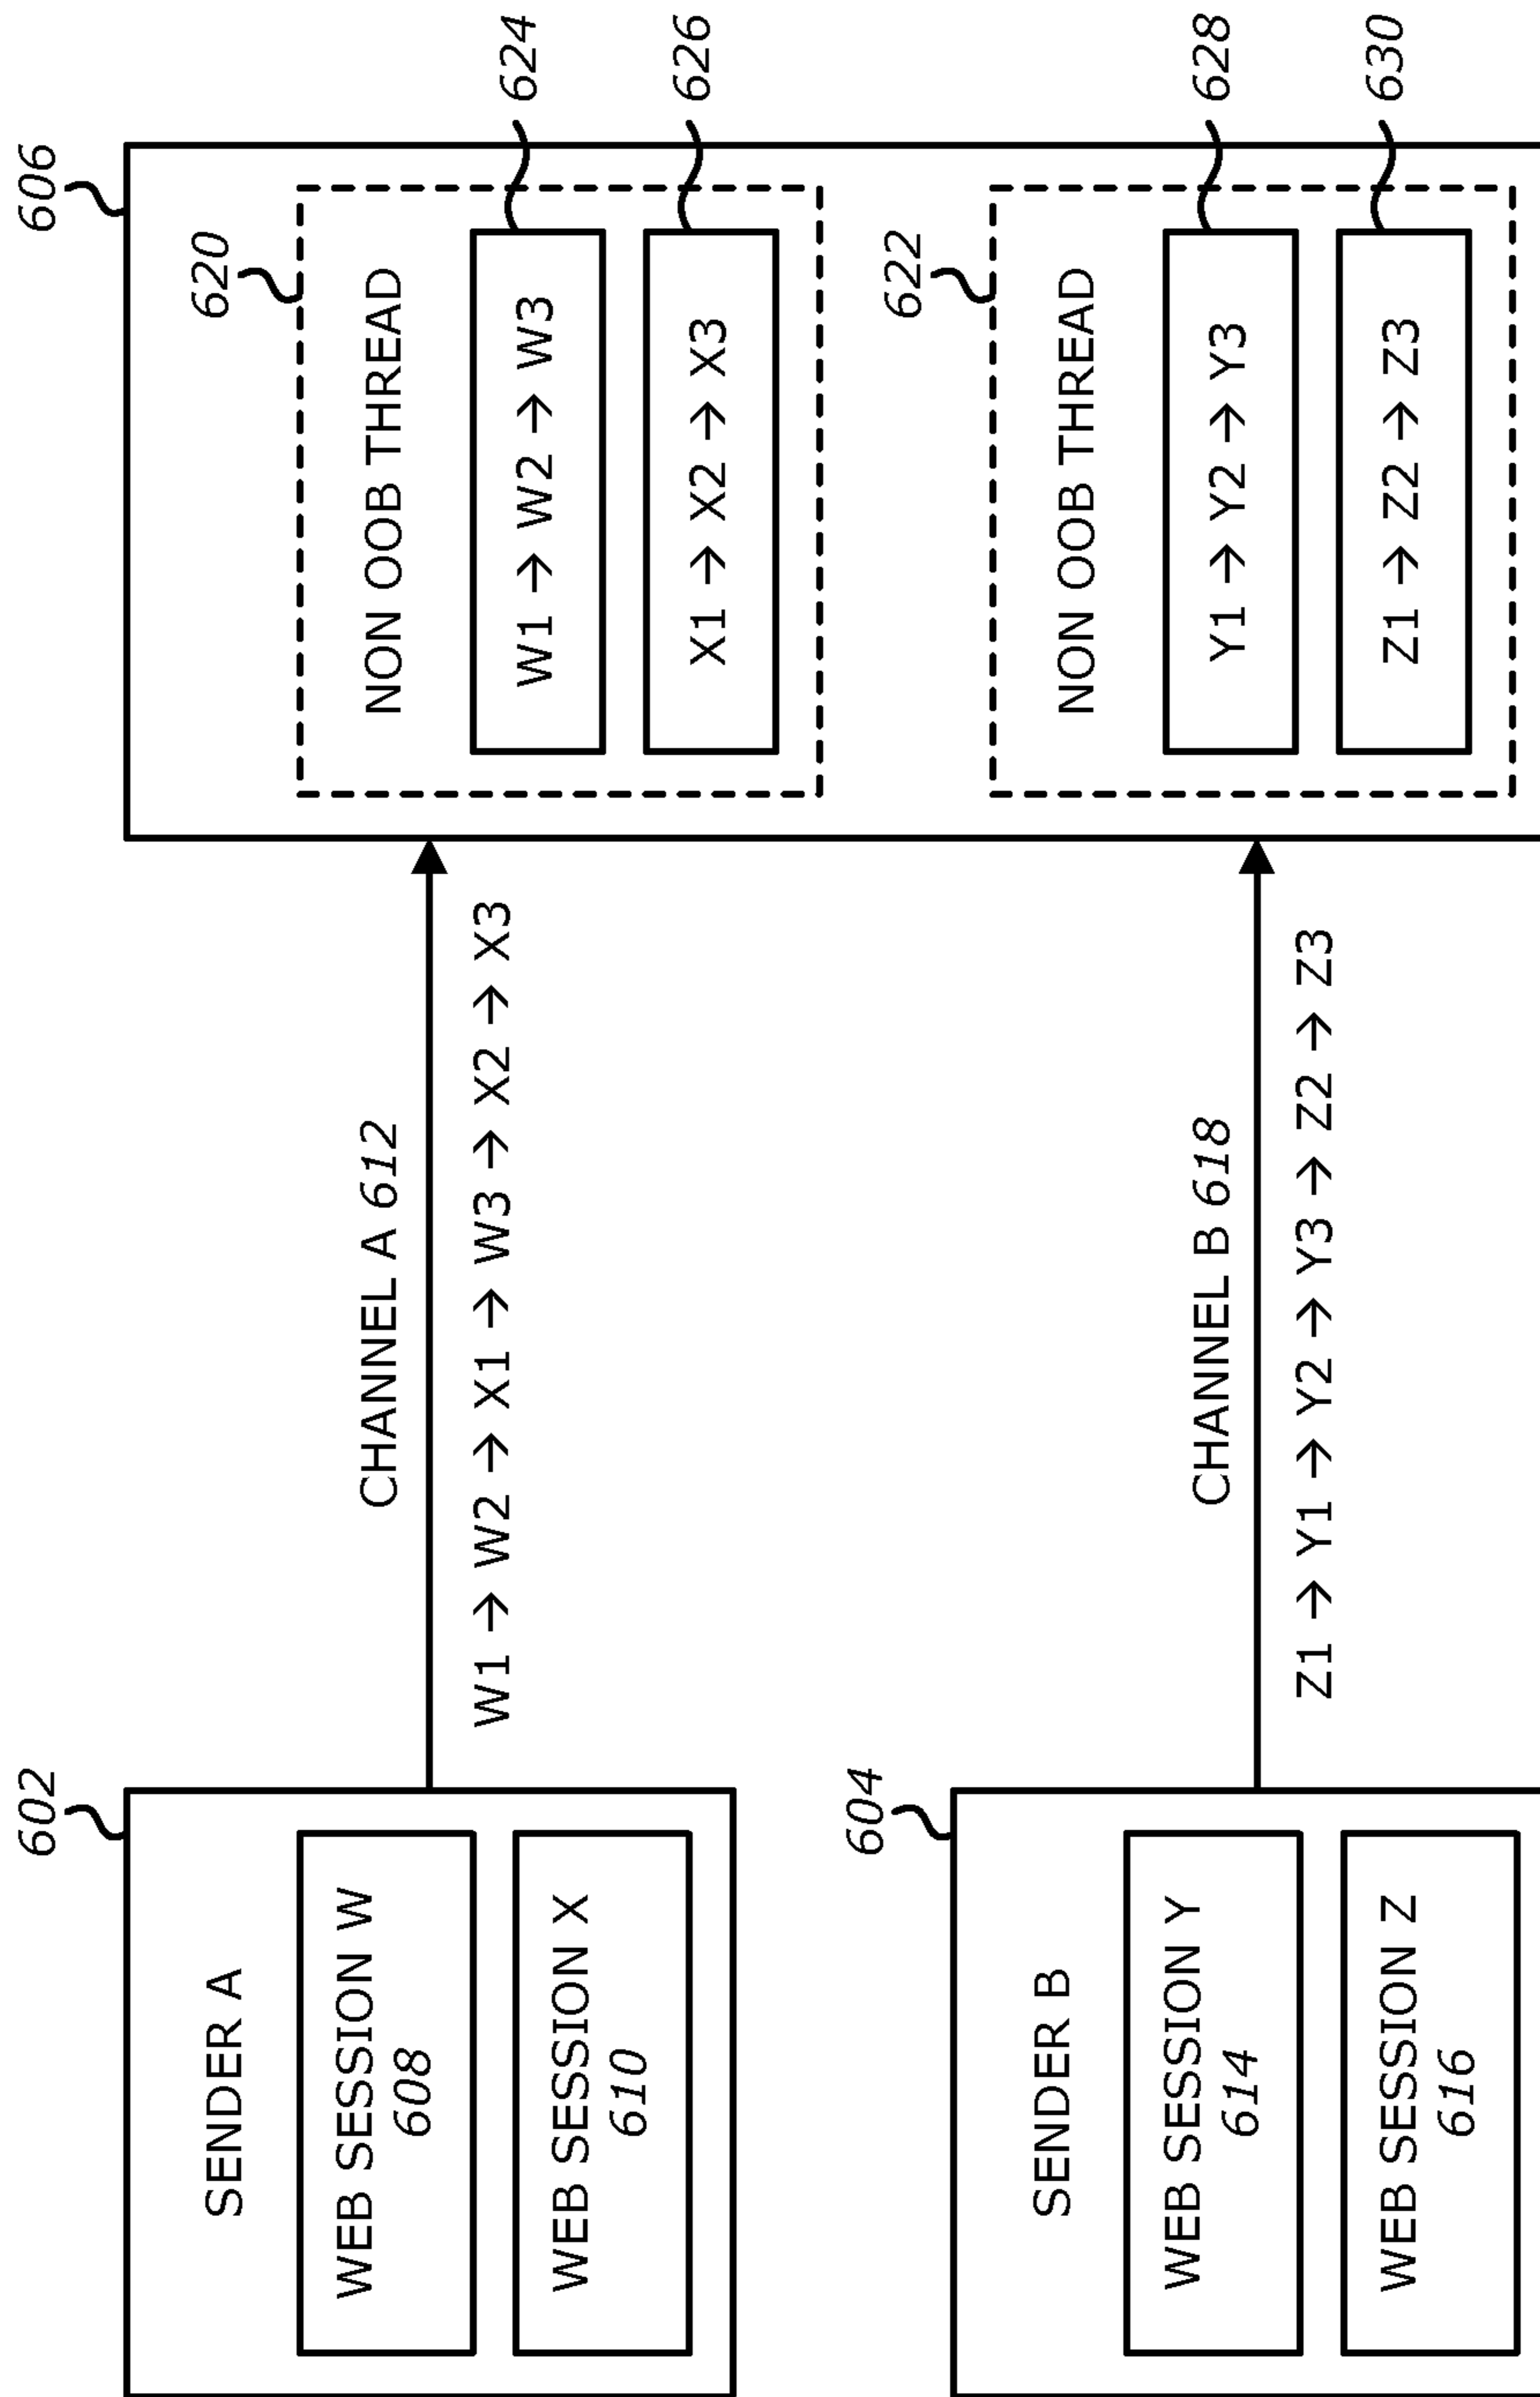 602
SENDER A
WEB SESSION W
608
WEB SESSION X
610
CHANNEL A 612
W1 → W2 → X1 → W3 → X2 → X3
606
620
NON OOB THREAD
W1 → W2 → W3
624
X1 → X2 → X3
626
604
SENDER B
WEB SESSION Y
614
WEB SESSION Z
616
CHANNEL B 618
Z1 → Y1 → Y2 → Y3 → Z2 → Z3
622
NON OOB THREAD
Y1 → Y2 → Y3
628
Z1 → Z2 → Z3
630